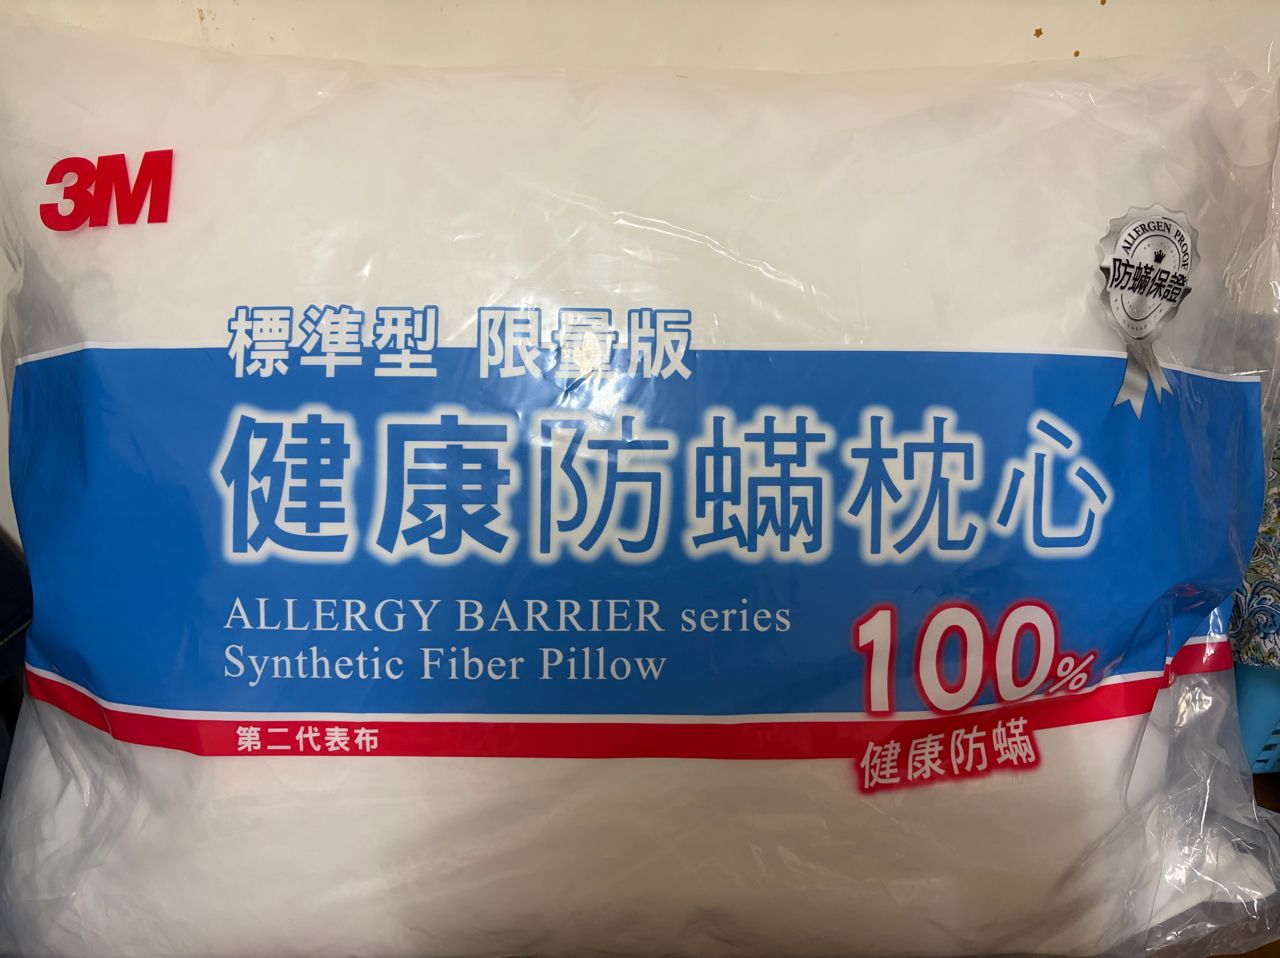 3M
ALLERGEN PROOF
防蟎保證
標準型 限量版
健康防蟎枕心
ALLERGY BARRIER series
Synthetic Fiber Pillow
100%
第二代表布
健康防蟎